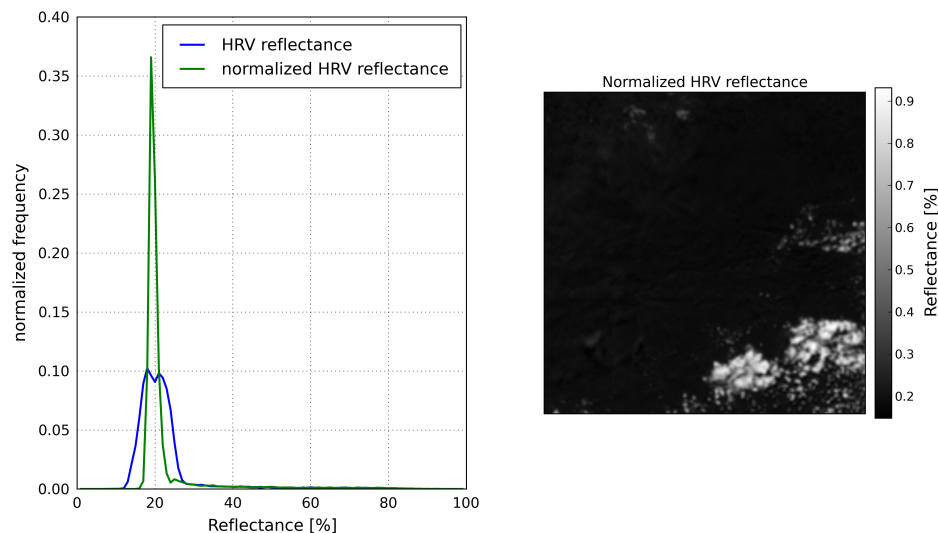 0.40
0.35
0.30
0.25
0.20
0.15
0.10
0.05
0.00
normalized frequency
HRV reflectance
normalized HRV reflectance
0 20 40 60 80 100
Reflectance [%]
Normalized HRV reflectance
0.9
0.8
0.7
0.6
0.5
0.4
0.3
0.2
Reflectance [%]